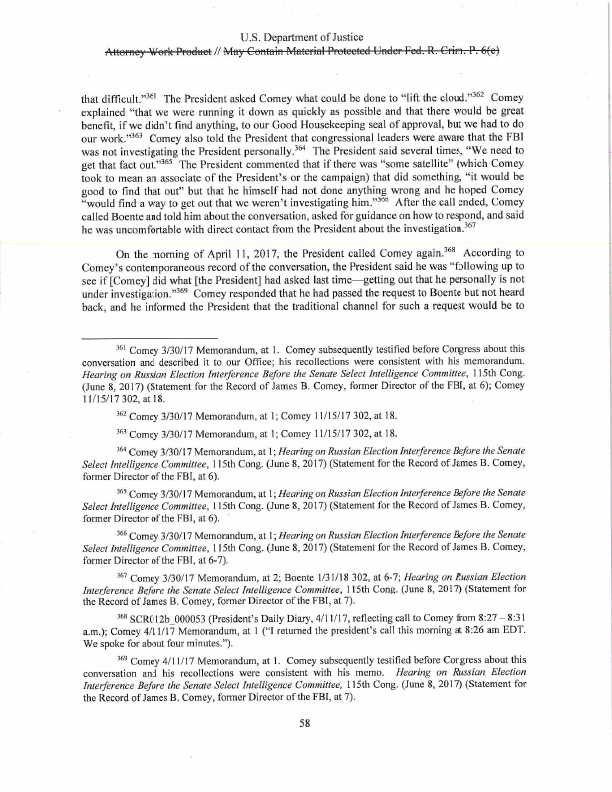 U.S. Department of Justice
Attorney Work Product // May Contain Material Protected Under Fed. R. Crim. P. 6(e)
that difficult."361 The President asked Comey what could be done to "lift the cloud."362 Comey
explained "that we were running it down as quickly as possible and that there would be great
benefit, if we didn't find anything, to our Good Housekeeping seal of approval, but we had to do
our work."363 Comey also told the President that congressional leaders were aware that the FBI
was not investigating the President personally.364 The President said several times, "We need to
get that fact out."365 The President commented that if there was "some satellite" (which Comey
took to mean an associate of the President's or the campaign) that did something, "it would be
good to find that out" but that he himself had not done anything wrong and he hoped Comey
"would find a way to get out that we weren't investigating him."366 After the call ended, Comey
called Boente and told him about the conversation, asked for guidance on how to respond, and said
he was uncomfortable with direct contact from the President about the investigation.367
On the morning of April 11, 2017, the President called Comey again.368 According to
Comey's contemporaneous record of the conversation, the President said he was "following up to
see if [Comey] did what [the President] had asked last time—getting out that he personally is not
under investigation."369 Comey responded that he had passed the request to Boente but not heard
back, and he informed the President that the traditional channel for such a request would be to
361 Comey 3/30/17 Memorandum, at 1. Comey subsequently testified before Congress about this
conversation and described it to our Office; his recollections were consistent with his memorandum.
Hearing on Russian Election Interference Before the Senate Select Intelligence Committee, 115th Cong.
(June 8, 2017) (Statement for the Record of James B. Comey, former Director of the FBI, at 6); Comey
11/15/17 302, at 18.
362 Comey 3/30/17 Memorandum, at 1; Comey 11/15/17 302, at 18.
363 Comey 3/30/17 Memorandum, at 1; Comey 11/15/17 302, at 18.
364 Comey 3/30/17 Memorandum, at 1; Hearing on Russian Election Interference Before the Senate
Select Intelligence Committee, 115th Cong. (June 8, 2017) (Statement for the Record of James B. Comey,
former Director of the FBI, at 6).
365 Comey 3/30/17 Memorandum, at 1; Hearing on Russian Election Interference Before the Senate
Select Intelligence Committee, 115th Cong. (June 8, 2017) (Statement for the Record of James B. Comey,
former Director of the FBI, at 6).
366 Comey 3/30/17 Memorandum, at 1; Hearing on Russian Election Interference Before the Senate
Select Intelligence Committee, 115th Cong. (June 8, 2017) (Statement for the Record of James B. Comey,
former Director of the FBI, at 6-7).
367 Comey 3/30/17 Memorandum, at 2; Boente 1/31/18 302, at 6-7; Hearing on Russian Election
Interference Before the Senate Select Intelligence Committee, 115th Cong. (June 8, 2017) (Statement for
the Record of James B. Comey, former Director of the FBI, at 7).
368 SCR012b_000053 (President's Daily Diary, 4/11/17, reflecting call to Comey from 8:27 – 8:31
a.m.); Comey 4/11/17 Memorandum, at 1 ("I returned the president's call this morning at 8:26 am EDT.
We spoke for about four minutes.").
369 Comey 4/11/17 Memorandum, at 1. Comey subsequently testified before Congress about this
conversation and his recollections were consistent with his memo. Hearing on Russian Election
Interference Before the Senate Select Intelligence Committee, 115th Cong. (June 8, 2017) (Statement for
the Record of James B. Comey, former Director of the FBI, at 7).
58